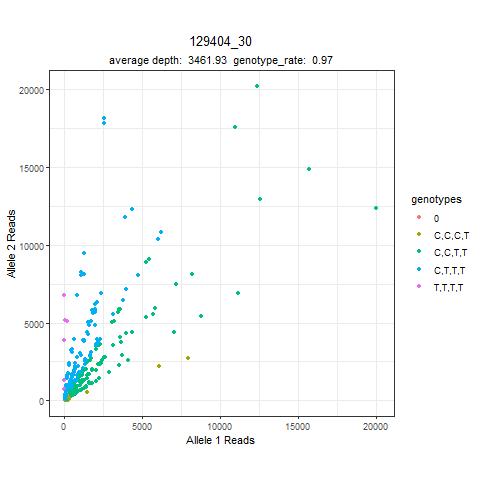 129404_30
average depth: 3461.93 genotype_rate: 0.97
20000
15000
10000
5000
0
Allele 2 Reads
0
5000
10000
15000
20000
Allele 1 Reads
genotypes
0
C,C,C,T
C,C,T,T
C,T,T,T
T,T,T,T